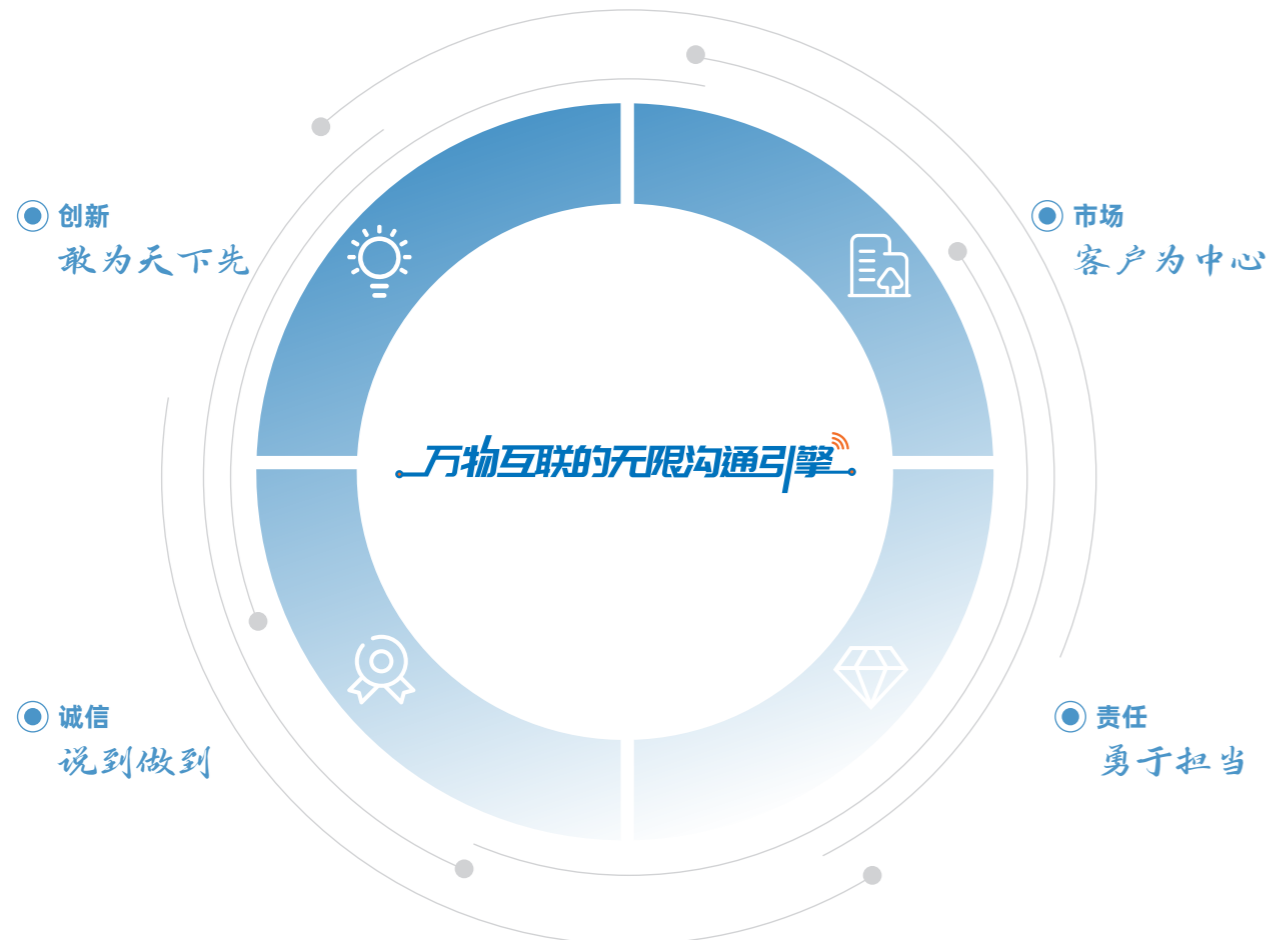 创新
敢为天下先
市场
客户为中心
万物互联的无限沟通引擎
诚信
说到做到
责任
勇于担当